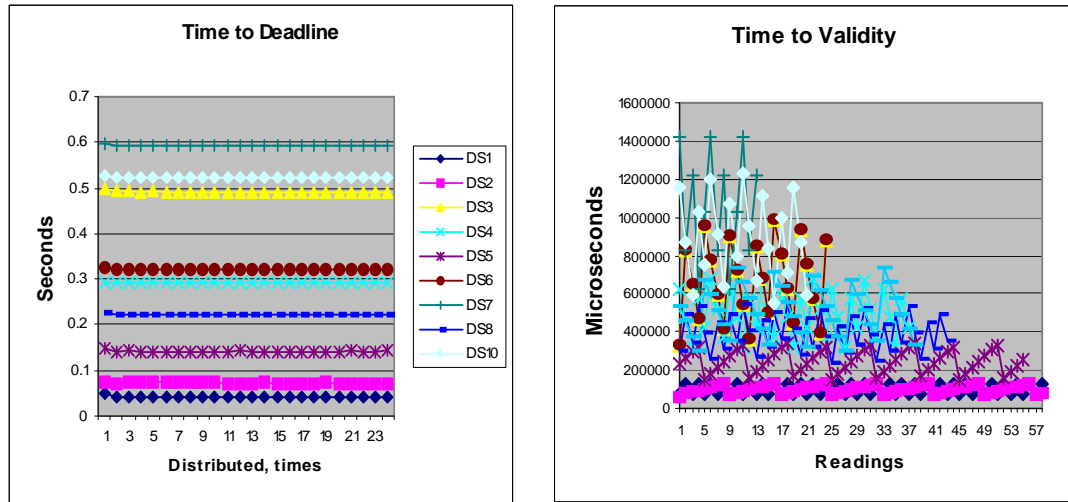 Time to Deadline
0.7
0.6
0.5
0.4
0.3
0.2
0.1
0
Seconds
1 3 5 7 9 11 13 15 17 19 21 23
Distributed, times
DS1
DS2
DS3
DS4
DS5
DS6
DS7
DS8
DS10
Time to Validity
1600000
1400000
1200000
1000000
800000
600000
400000
200000
0
Microseconds
1 5 9 13 17 21 25 29 33 37 41 45 49 53 57
Readings